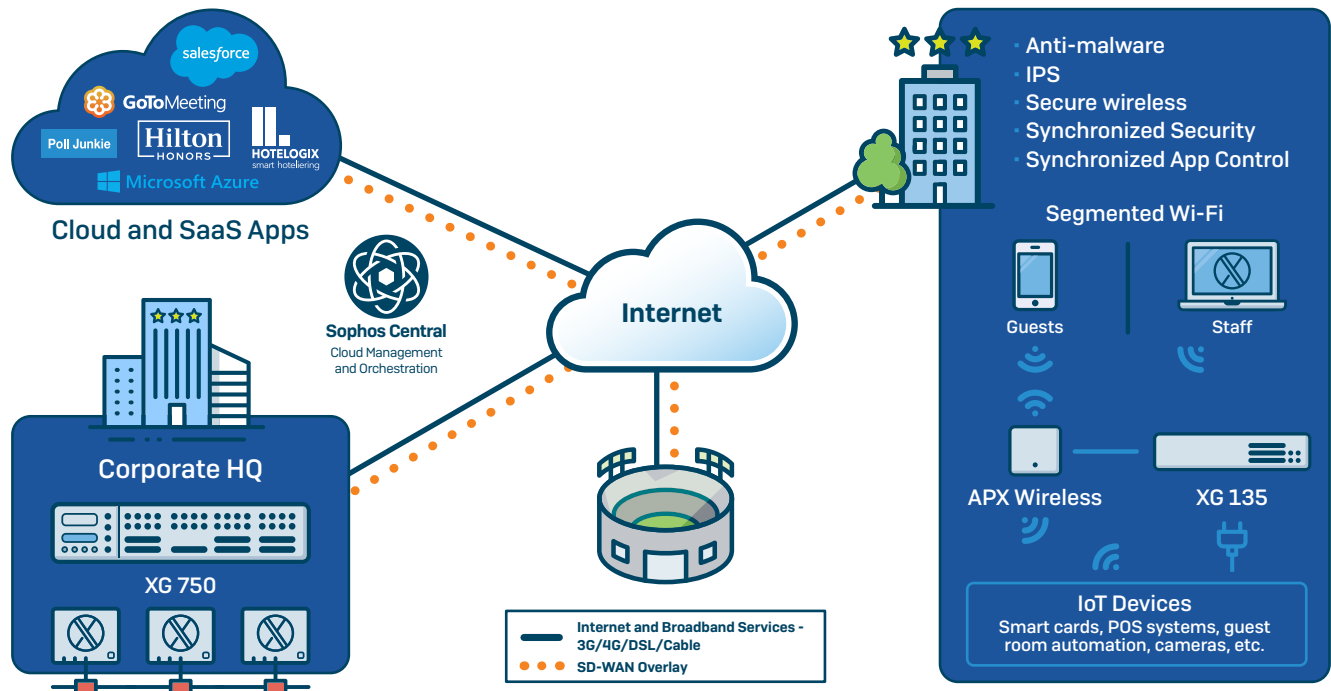 salesforce
GoToMeeting
Poll Junkie
Hilton
HONORS
HOTELOGIX
smart hoteliering
Microsoft Azure
Cloud and SaaS Apps
Sophos Central
Cloud Management
and Orchestration
Corporate HQ
XG 750
Internet
Internet and Broadband Services -
3G/4G/DSL/Cable
SD-WAN Overlay
· Anti-malware
· IPS
· Secure wireless
· Synchronized Security
· Synchronized App Control
Segmented Wi-Fi
Guests
Staff
APX Wireless
XG 135
IoT Devices
Smart cards, POS systems, guest
room automation, cameras, etc.